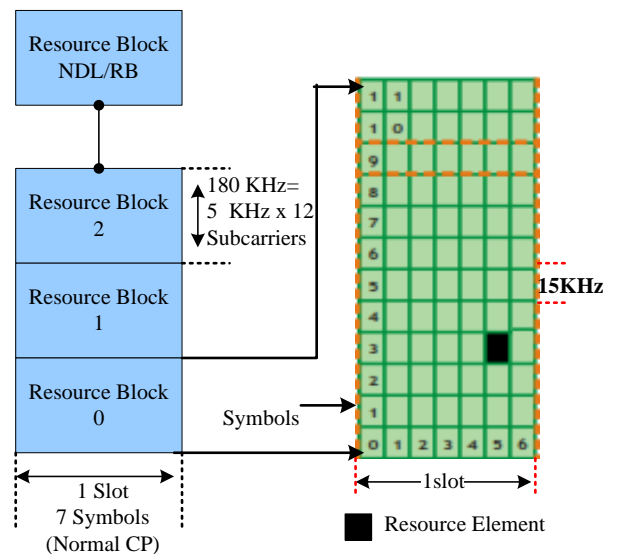 Resource Block
NDL/RB
Resource Block
2
Resource Block
1
Resource Block
0
180 KHz=
5 KHz x 12
Subcarriers
1 Slot
7 Symbols
(Normal CP)
Symbols
1 1
1 0
9
8
7
6
5
4
3
2
1
0 1 2 3 4 5 6
15KHz
1slot
Resource Element